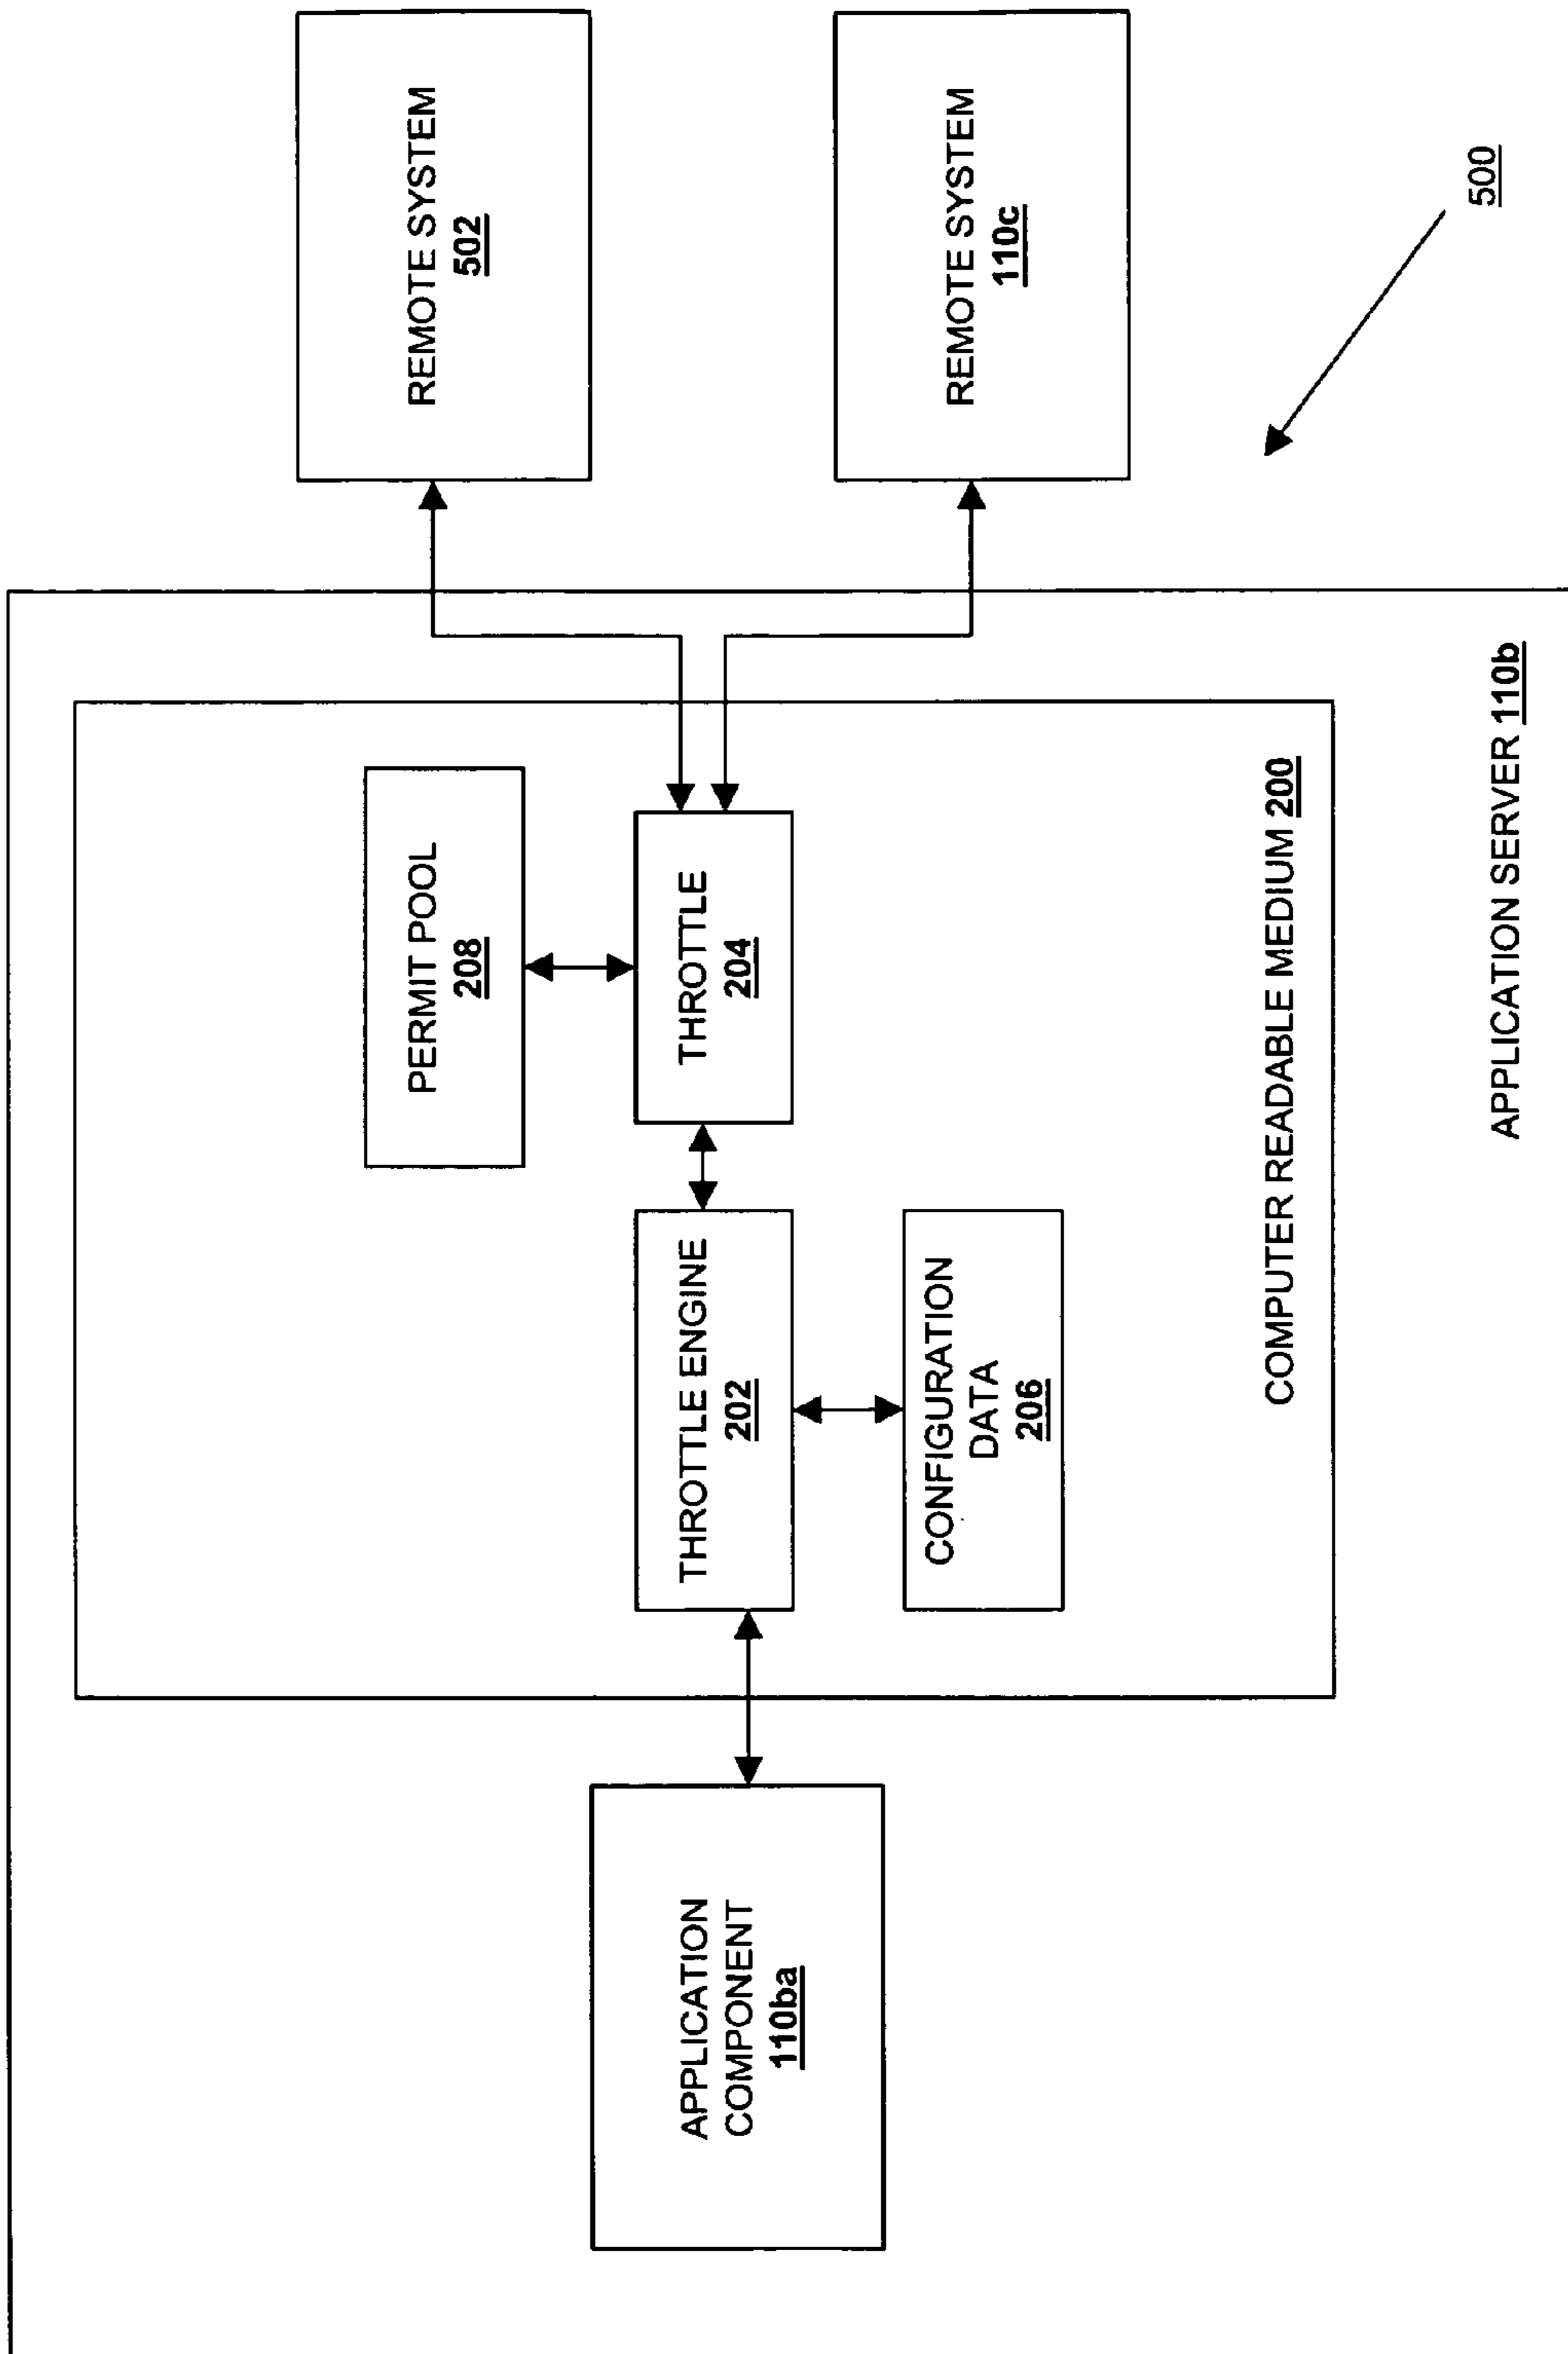 APPLICATION
COMPONENT
110ba
THROTTLE ENGINE
202
CONFIGURATION
DATA
206
PERMIT POOL
208
THROTTLE
204
COMPUTER READABLE MEDIUM 200
APPLICATION SERVER 110b
REMOTE SYSTEM
502
REMOTE SYSTEM
110c
500